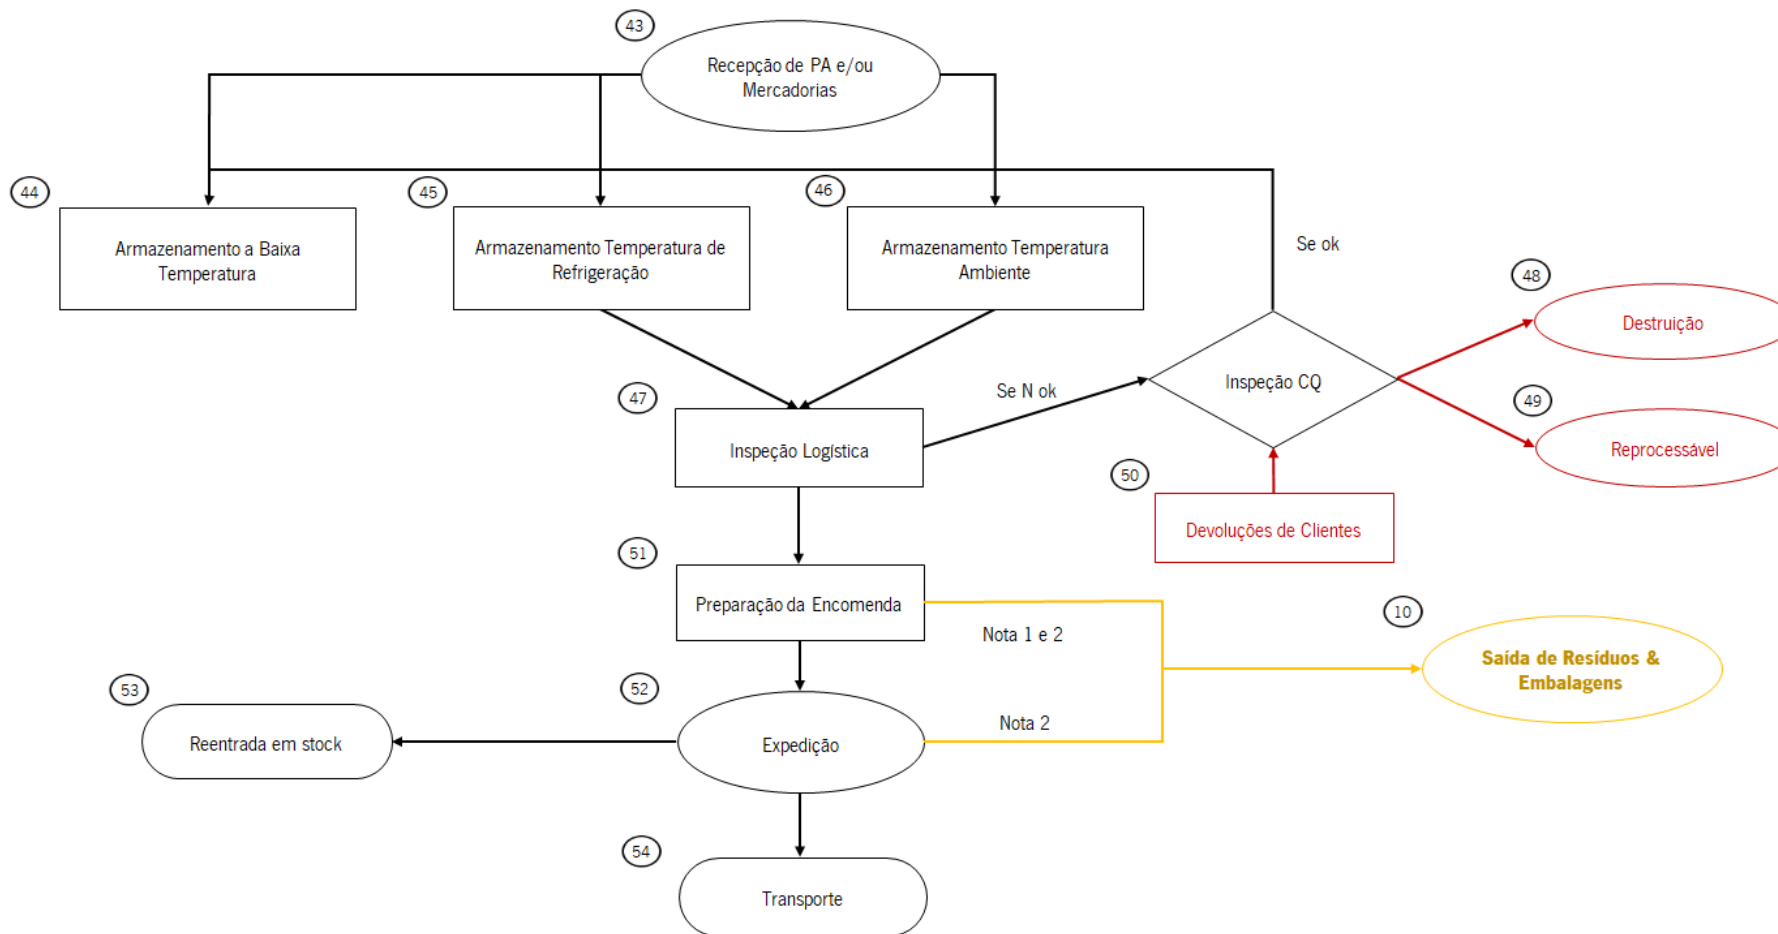 43
Recepção de PA e/ou
Mercadorias
44
45
46
Armazenamento a Baixa
Temperatura
Armazenamento Temperatura de
Refrigeração
Armazenamento Temperatura
Ambiente
Se ok
48
Destruição
47
Se N ok
Inspeção CQ
49
Inspeção Logística
Reprocessável
50
Devoluções de Clientes
51
Preparação da Encomenda
10
Nota 1 e 2
Saída de Resíduos &
Embalagens
53
52
Nota 2
Reentrada em stock
Expedição
54
Transporte